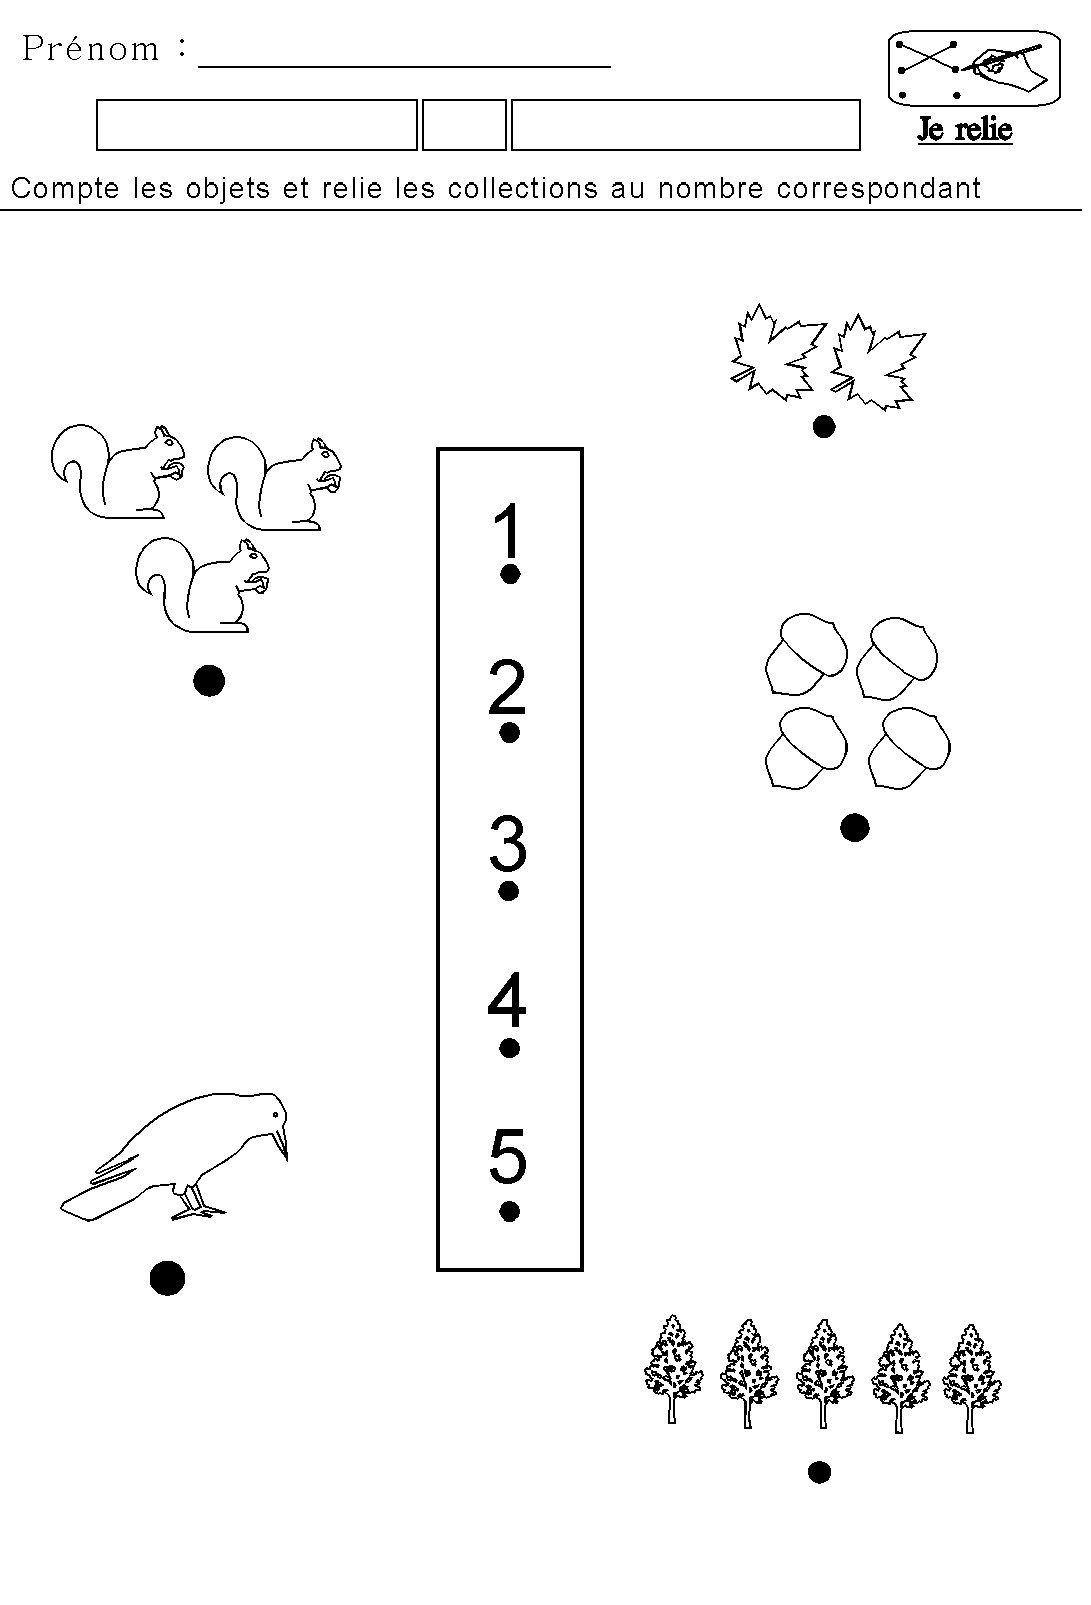 Prénom :
Je relie
Compte les objets et relie les collections au nombre correspondant
1
2
3
4
5